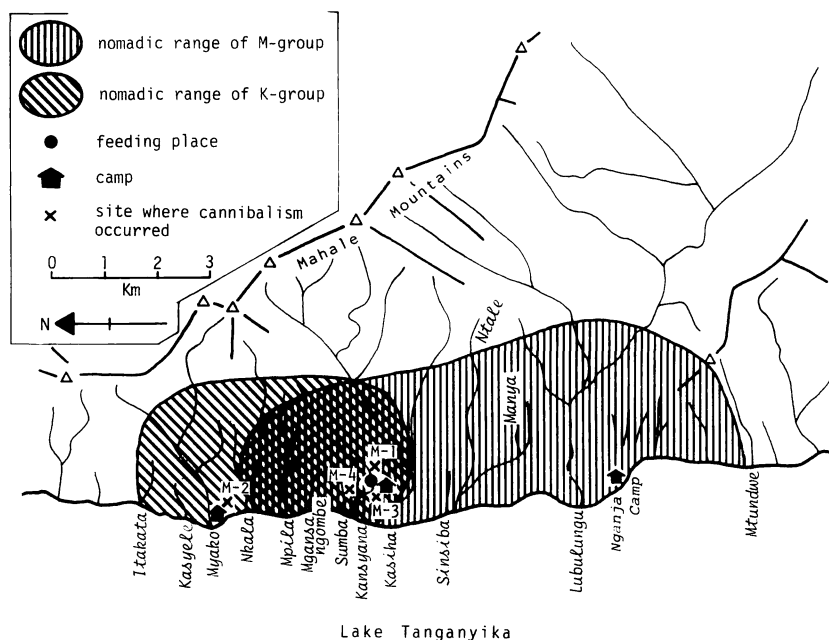 nomadic range of M-group
nomadic range of K-group
feeding place
camp
site where cannibalism
occurred
0 1 2 3
Km
N
Mahale
Mountains
Ntale
Manya
M-1
M-4
M-2
M-3
Itakata
Kasyele
Myako
Nkala
Mpila
Mgansa
ngombe
Sumba
Kansyana
Kasiha
Sinsiba
Lubulungu
Nganja
Camp
Mtundwe
Lake Tanganyika